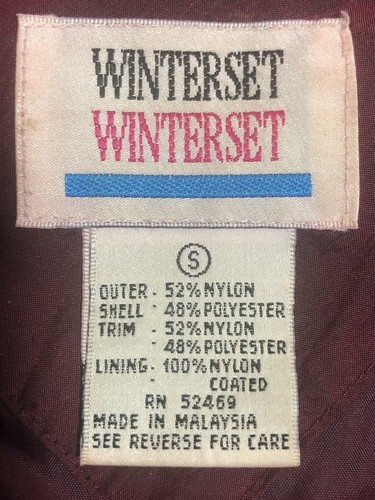 WINTERSET
WINTERSET
S
OUTER - 52% NYLON
SHELL - 48% POLYESTER
TRIM - 52% NYLON
- 48% POLYESTER
LINING - 100% NYLON
- COATED
RN 52469
MADE IN MALAYSIA
SEE REVERSE FOR CARE